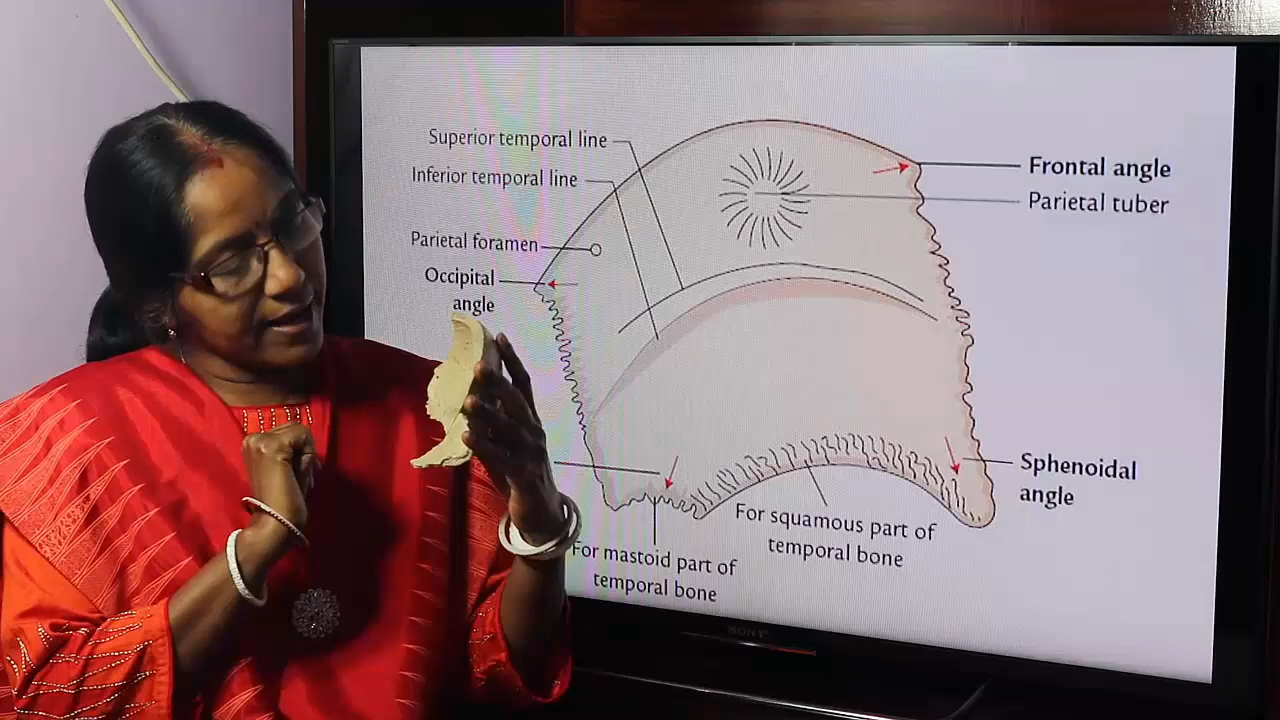 Superior temporal line
Inferior temporal line
Parietal foramen
Occipital
angle
Frontal angle
Parietal tuber
Sphenoidal
angle
For squamous part of
temporal bone
For mastoid part of
temporal bone
SONY